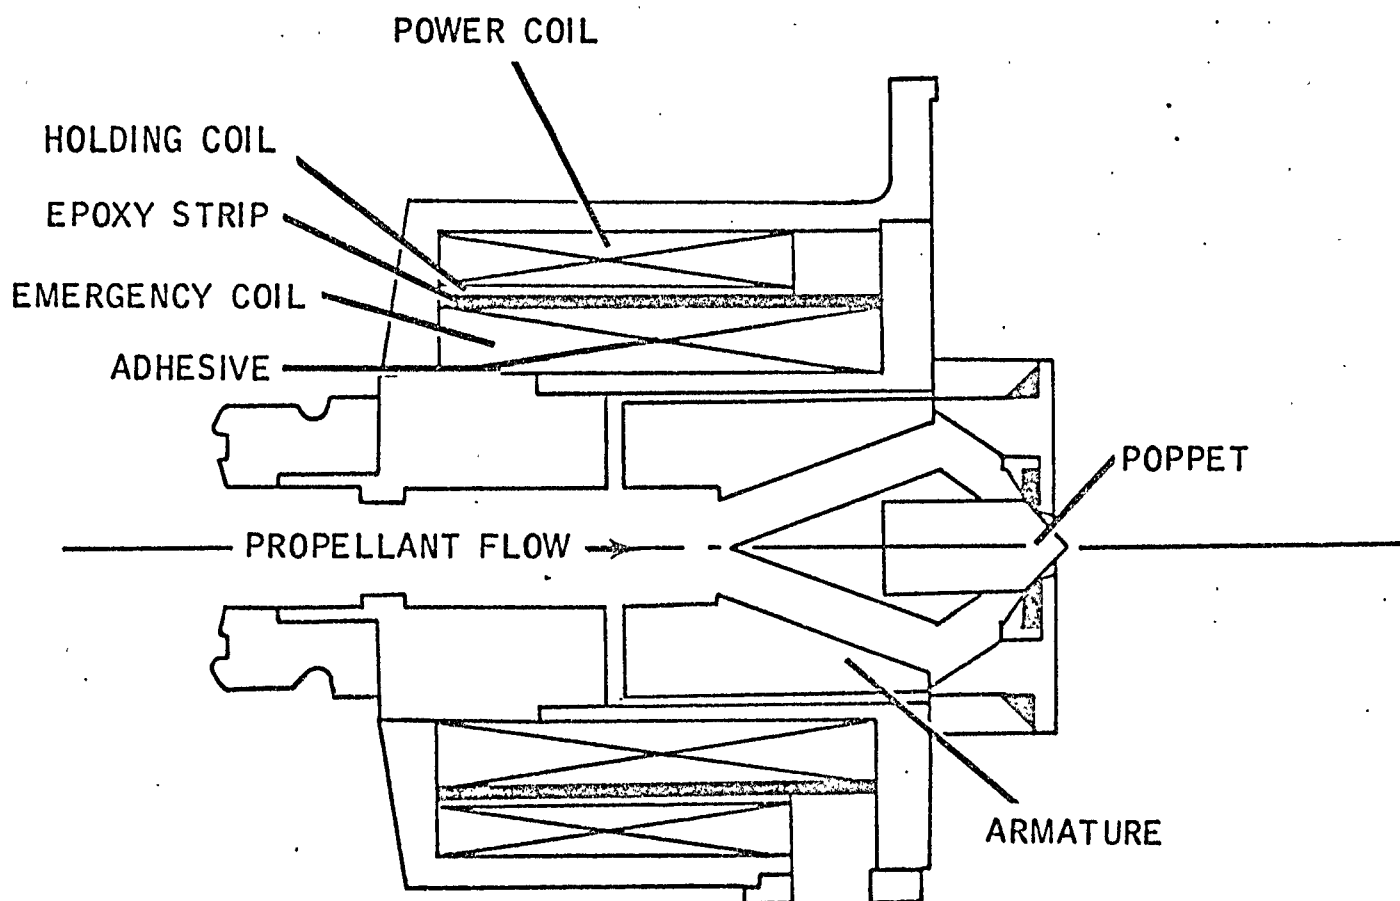 POWER COIL
HOLDING COIL
EPOXY STRIP
EMERGENCY COIL
ADHESIVE
POPPET
PROPELLANT FLOW
ARMATURE